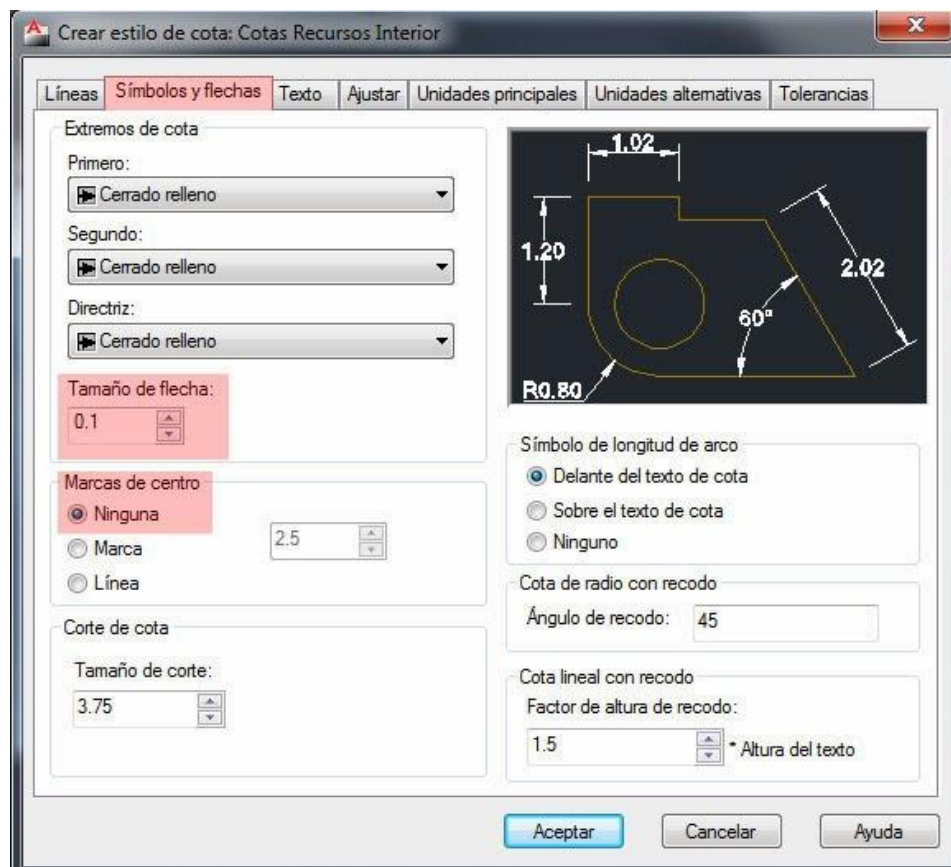 Crear estilo de cota: Cotas Recursos Interior
Líneas Símbolos y flechas Texto Ajustar Unidades principales Unidades alternativas Tolerancias
Extremos de cota
Primero:
Cerrado relleno
Segundo:
Cerrado relleno
Directriz:
Cerrado relleno
Tamaño de flecha:
0.1
Marcas de centro
Ninguna
Marca
2.5
Línea
Corte de cota
Tamaño de corte:
3.75
1.02
1.20
2.02
60°
R0.80
Símbolo de longitud de arco
Delante del texto de cota
Sobre el texto de cota
Ninguno
Cota de radio con recodo
Ángulo de recodo: 45
Cota lineal con recodo
Factor de altura de recodo:
1.5 * Altura del texto
Aceptar Cancelar Ayuda